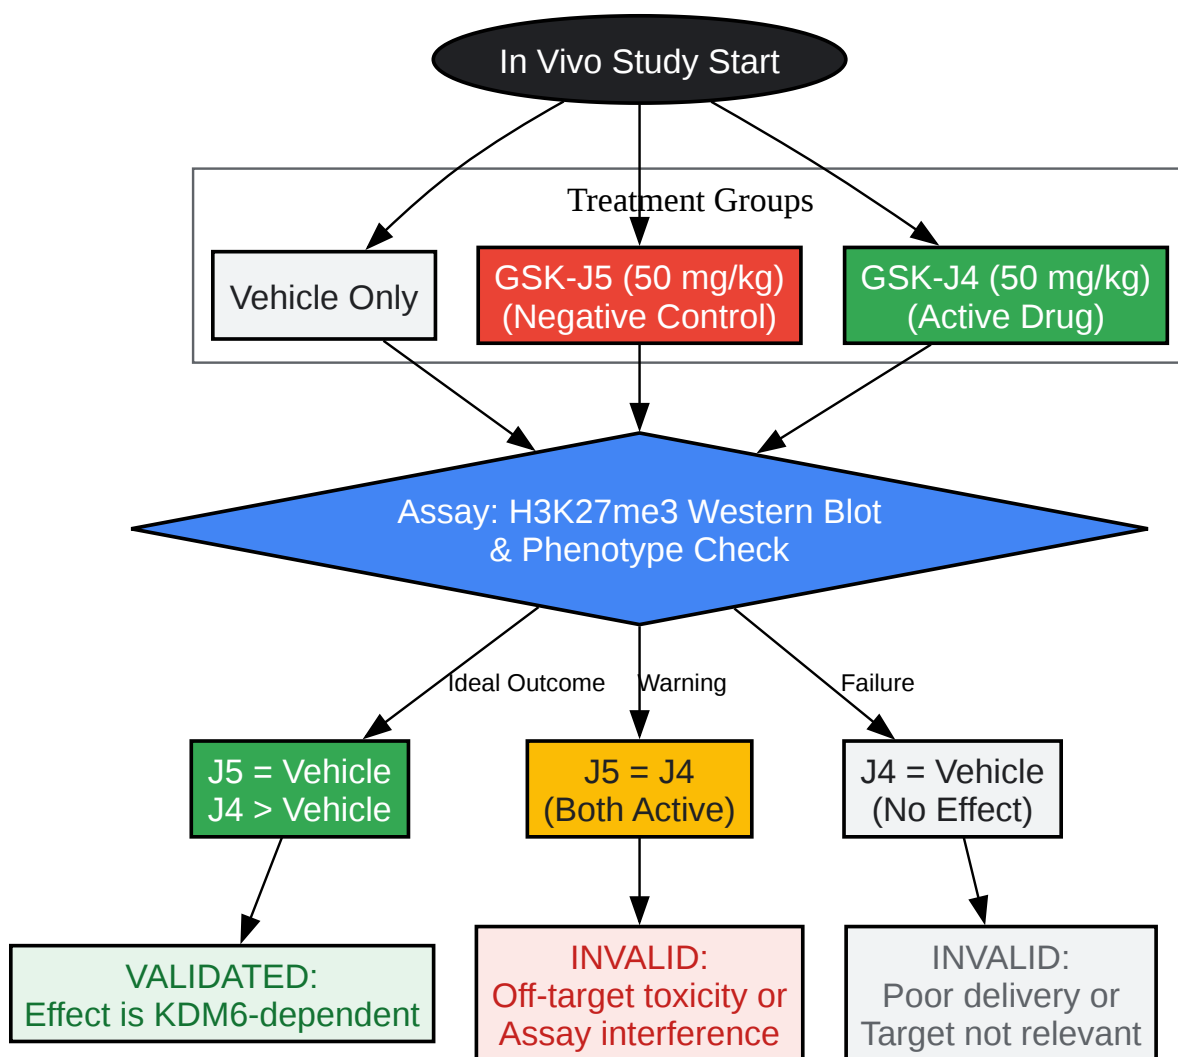 In Vivo Study Start
Treatment Groups
Vehicle Only
GSK-J5 (50 mg/kg)
(Negative Control)
GSK-J4 (50 mg/kg)
(Active Drug)
Assay: H3K27me3 Western Blot
& Phenotype Check
Ideal Outcome
Warning
Failure
J5 = Vehicle
J4 > Vehicle
J5 = J4
(Both Active)
J4 = Vehicle
(No Effect)
VALIDATED:
Effect is KDM6-dependent
INVALID:
Off-target toxicity or
Assay interference
INVALID:
Poor delivery or
Target not relevant